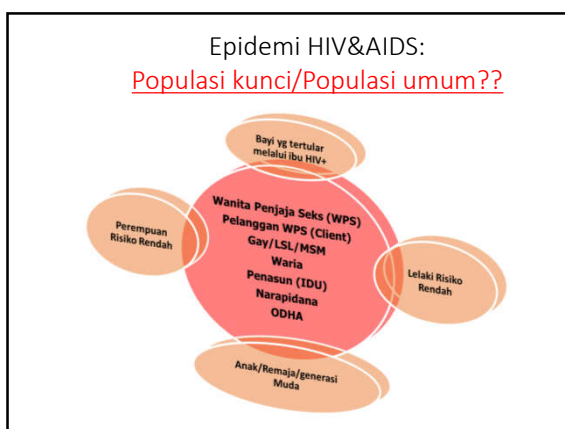 Epidemi HIV&AIDS:
Populasi kunci/Populasi umum??
Bayi yg tertular
melalui ibu HIV+
Wanita Penjaja Seks (WPS)
Pelanggan WPS (Client)
Gay/LSL/MSM
Waria
Penasun (IDU)
Narapidana
ODHA
Perempuan
Risiko Rendah
Lelaki Risiko
Rendah
Anak/Remaja/generasi
Muda